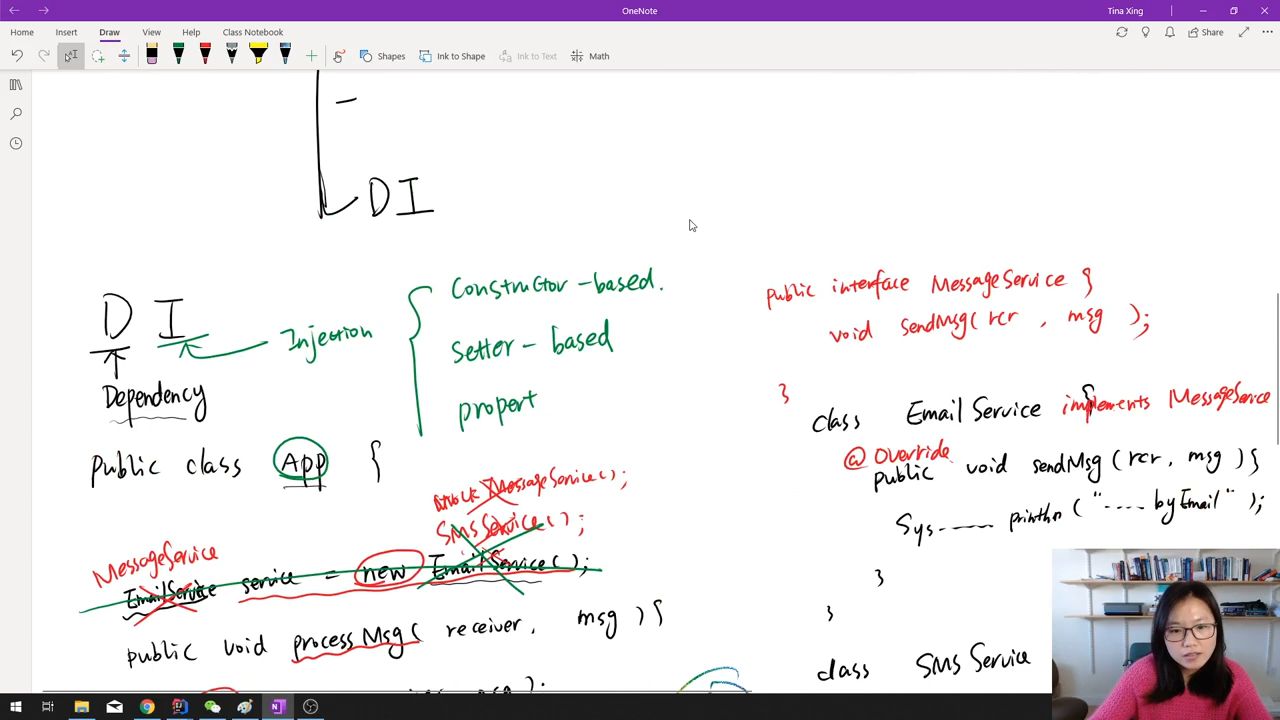 OneNote
Tina Xing
Home
Insert
Draw
View
Help
Class Notebook
Share
Shapes
Ink to Shape
Ink to Text
Math
DI
DI
Injection
Dependency
Constructor-based.
Setter-based
propert
public class App {
mock MessageService();
SmsService();
MessageService
EmailService service = new EmailService();
public void processMsg( receiver, msg ){
public interface MessageService {
void sendMsg( rcr , msg );
}
class EmailService { implements MessageService
@Override
public void sendMsg ( rcr, msg ){
Sys------ println ( "---- by Email" );
}
}
class SMS Service